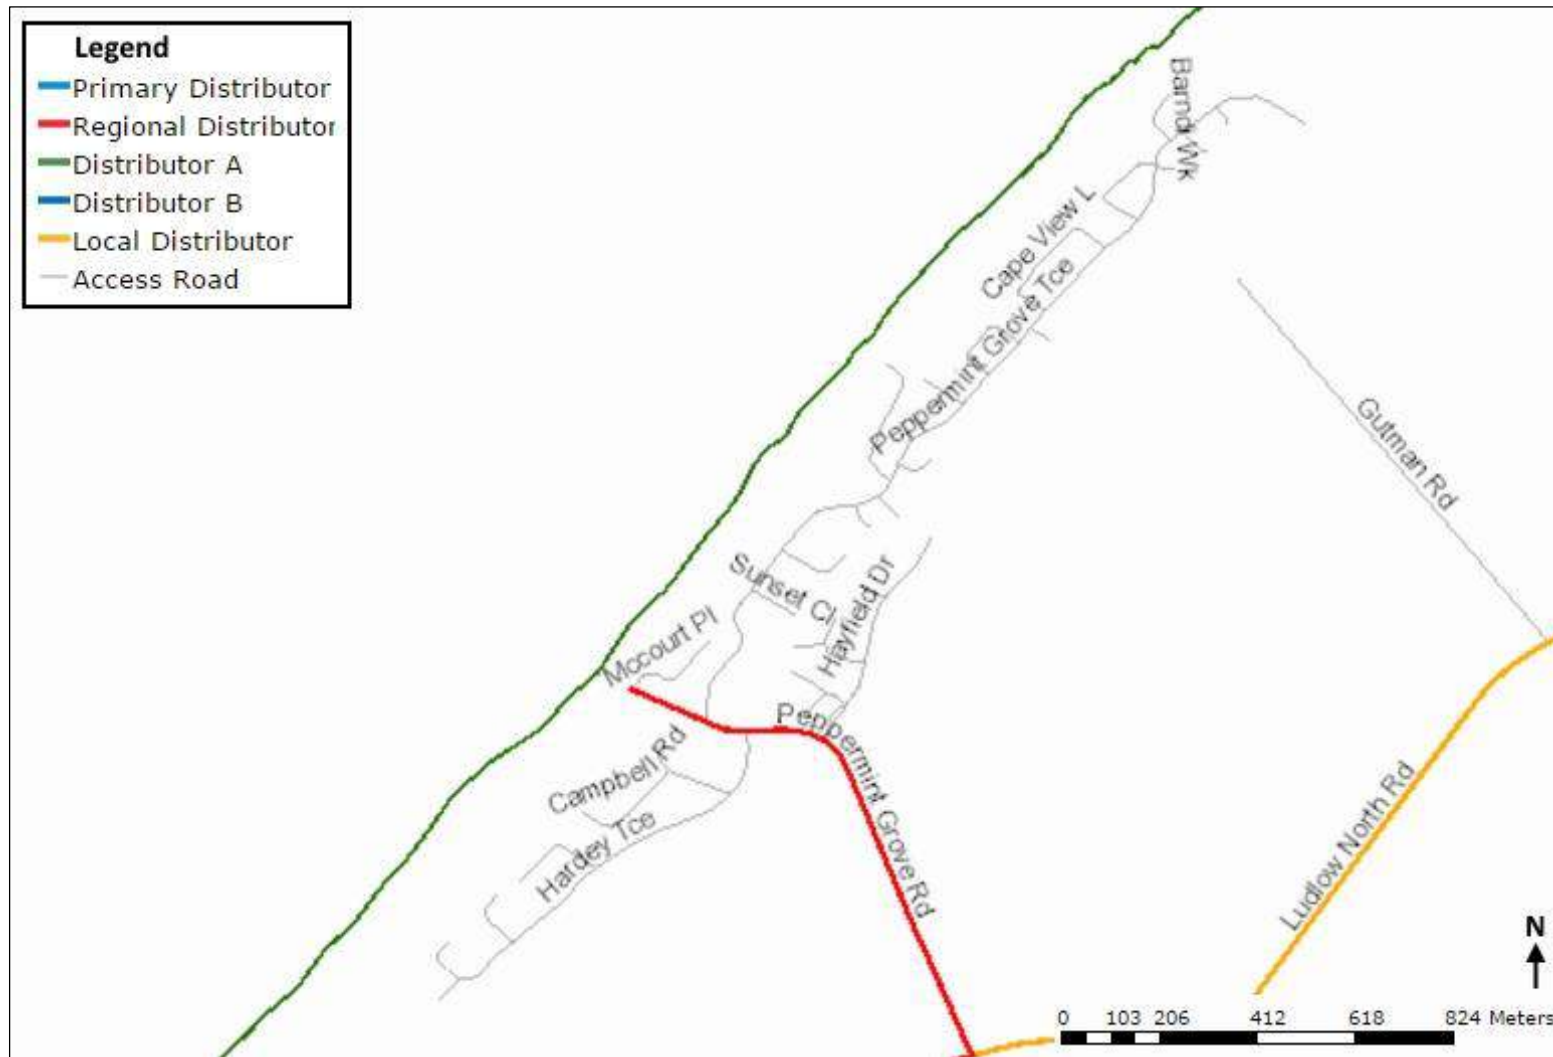 Legend
Primary Distributor
Regional Distributor
Distributor A
Distributor B
Local Distributor
Access Road
Barndi Wk
Cape View L
Peppermint Grove Tce
Gutman Rd
Sunset Cl
Hayfield Dr
Mccourt Pl
Peppermint Grove Rd
Campbell Rd
Hardey Tce
Ludlow North Rd
N
0 103 206 412 618 824 Meters